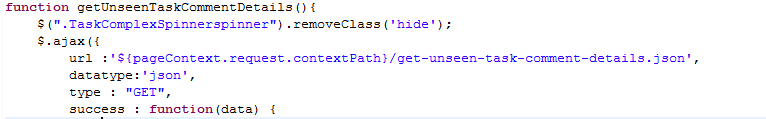 function getUnseenTaskCommentDetails(){
    $(".TaskComplexSpinnerspinner").removeClass('hide');
    $.ajax({
        url :'${pageContext.request.contextPath}/get-unseen-task-comment-details.json',
        datatype:'json',
        type : "GET",
        success : function(data) {